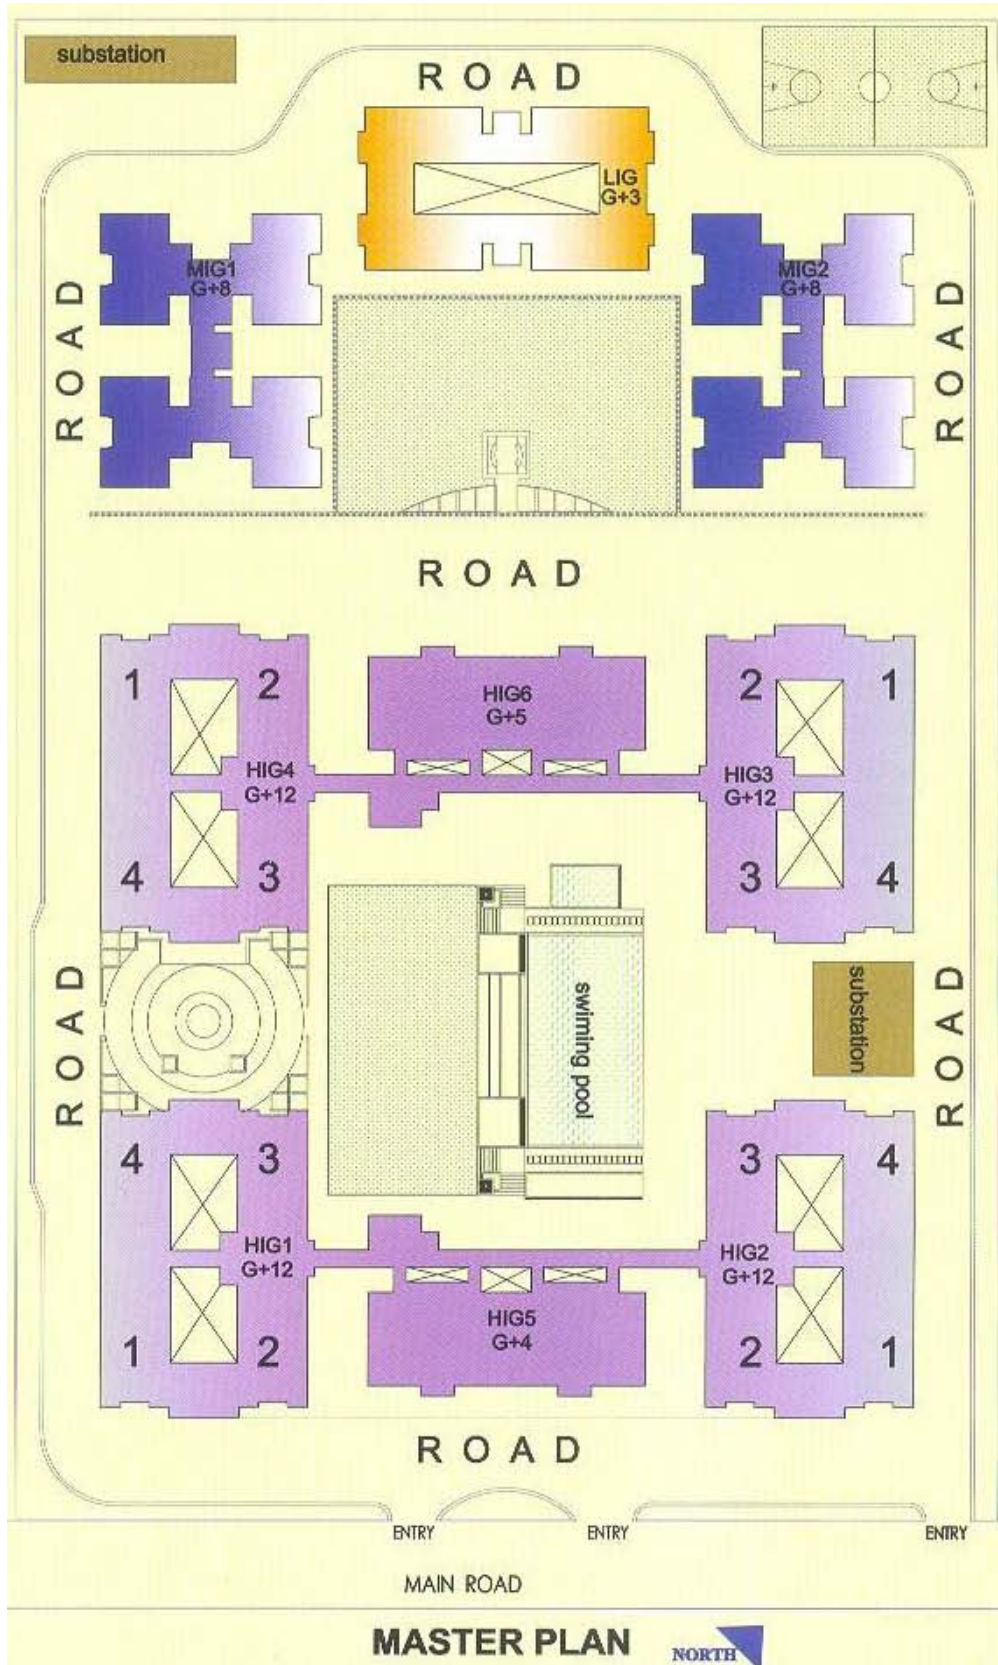 substation
ROAD
LIG
G+3
MIG1
G+8
MIG2
G+8
ROAD
ROAD
ROAD
1 2
HIG6
G+5
2 1
HIG4
G+12
HIG3
G+12
4 3
3 4
ROAD
swiming pool
substation
ROAD
4 3
3 4
HIG1
G+12
HIG2
G+12
1 2
HIG5
G+4
2 1
ROAD
ENTRY
ENTRY
ENTRY
MAIN ROAD
MASTER PLAN
NORTH